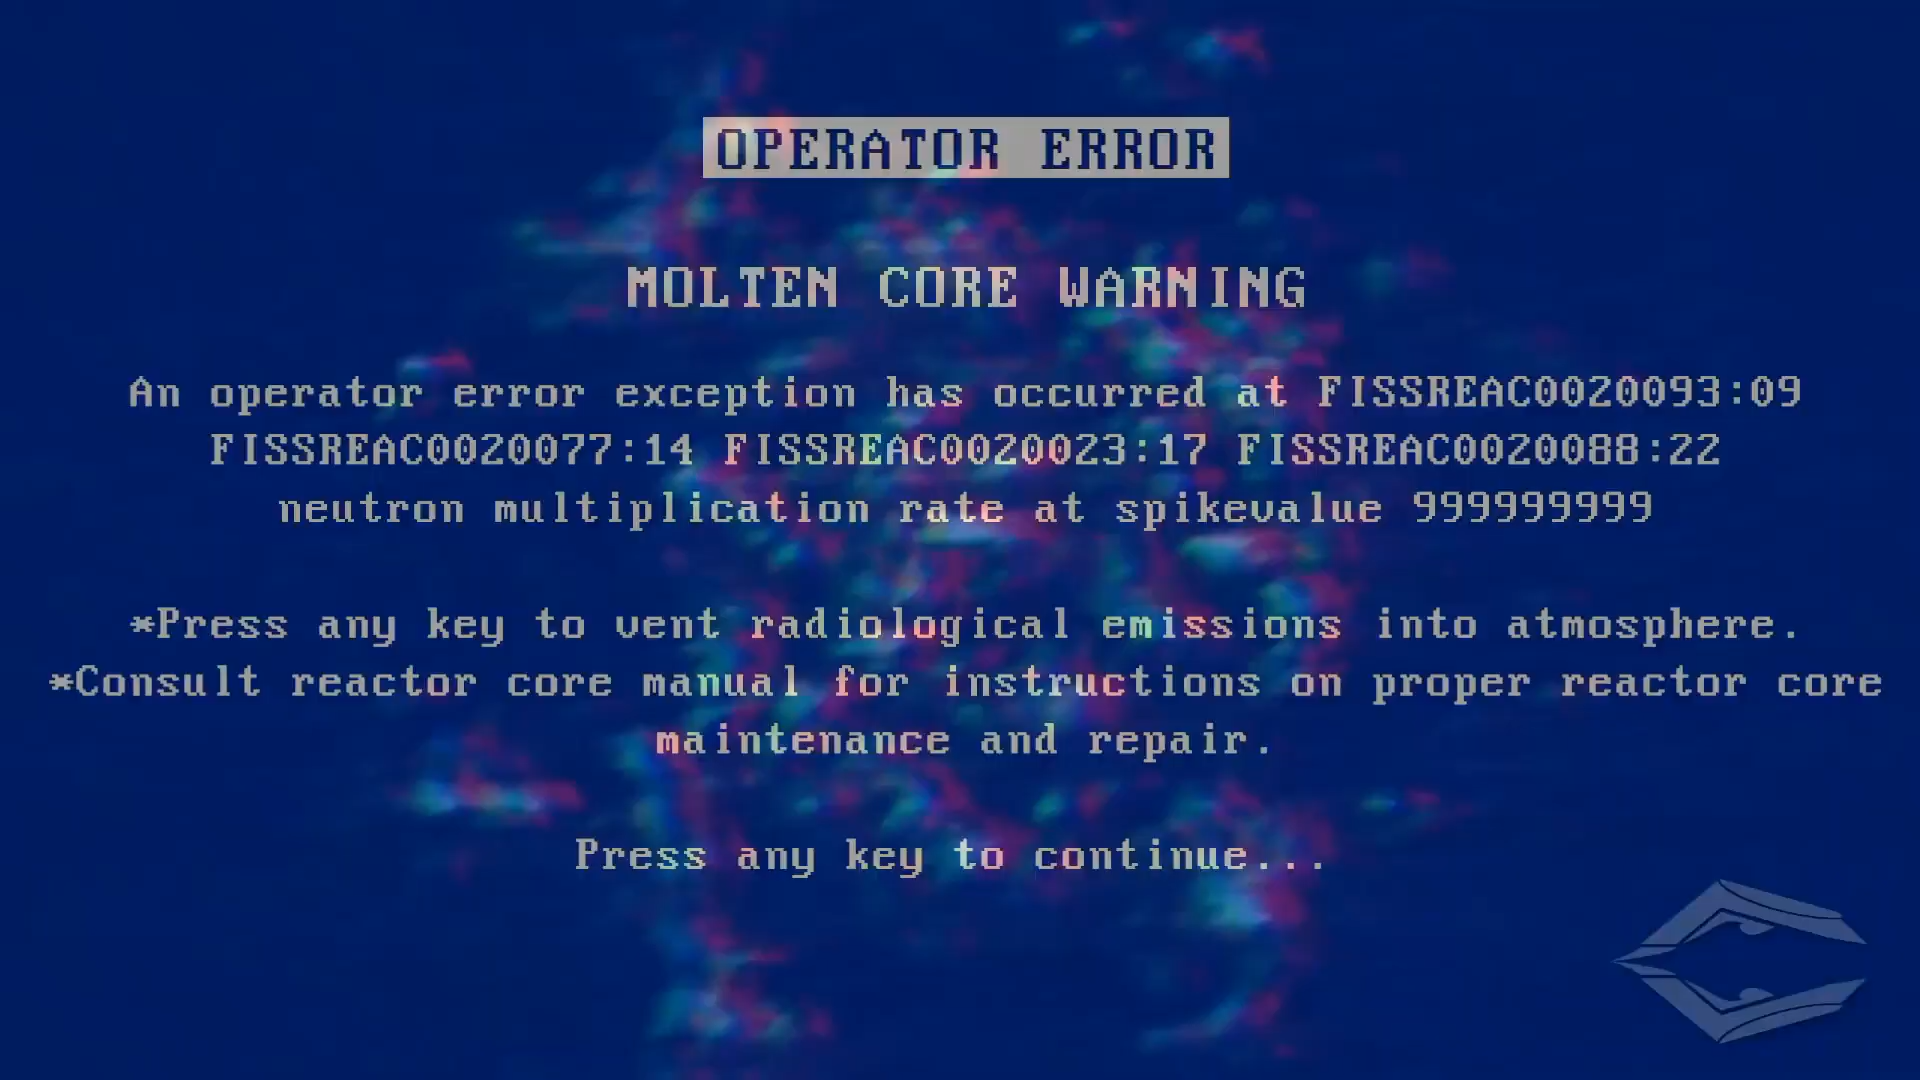 OPERATOR ERROR
MOLTEN CORE WARNING
An operator error exception has occurred at FISSREAC0020093:09
FISSREAC0020077:14 FISSREAC0020023:17 FISSREAC0020088:22
neutron multiplication rate at spikevalue 999999999
*Press any key to vent radiological emissions into atmosphere.
*Consult reactor core manual for instructions on proper reactor core
maintenance and repair.
Press any key to continue...